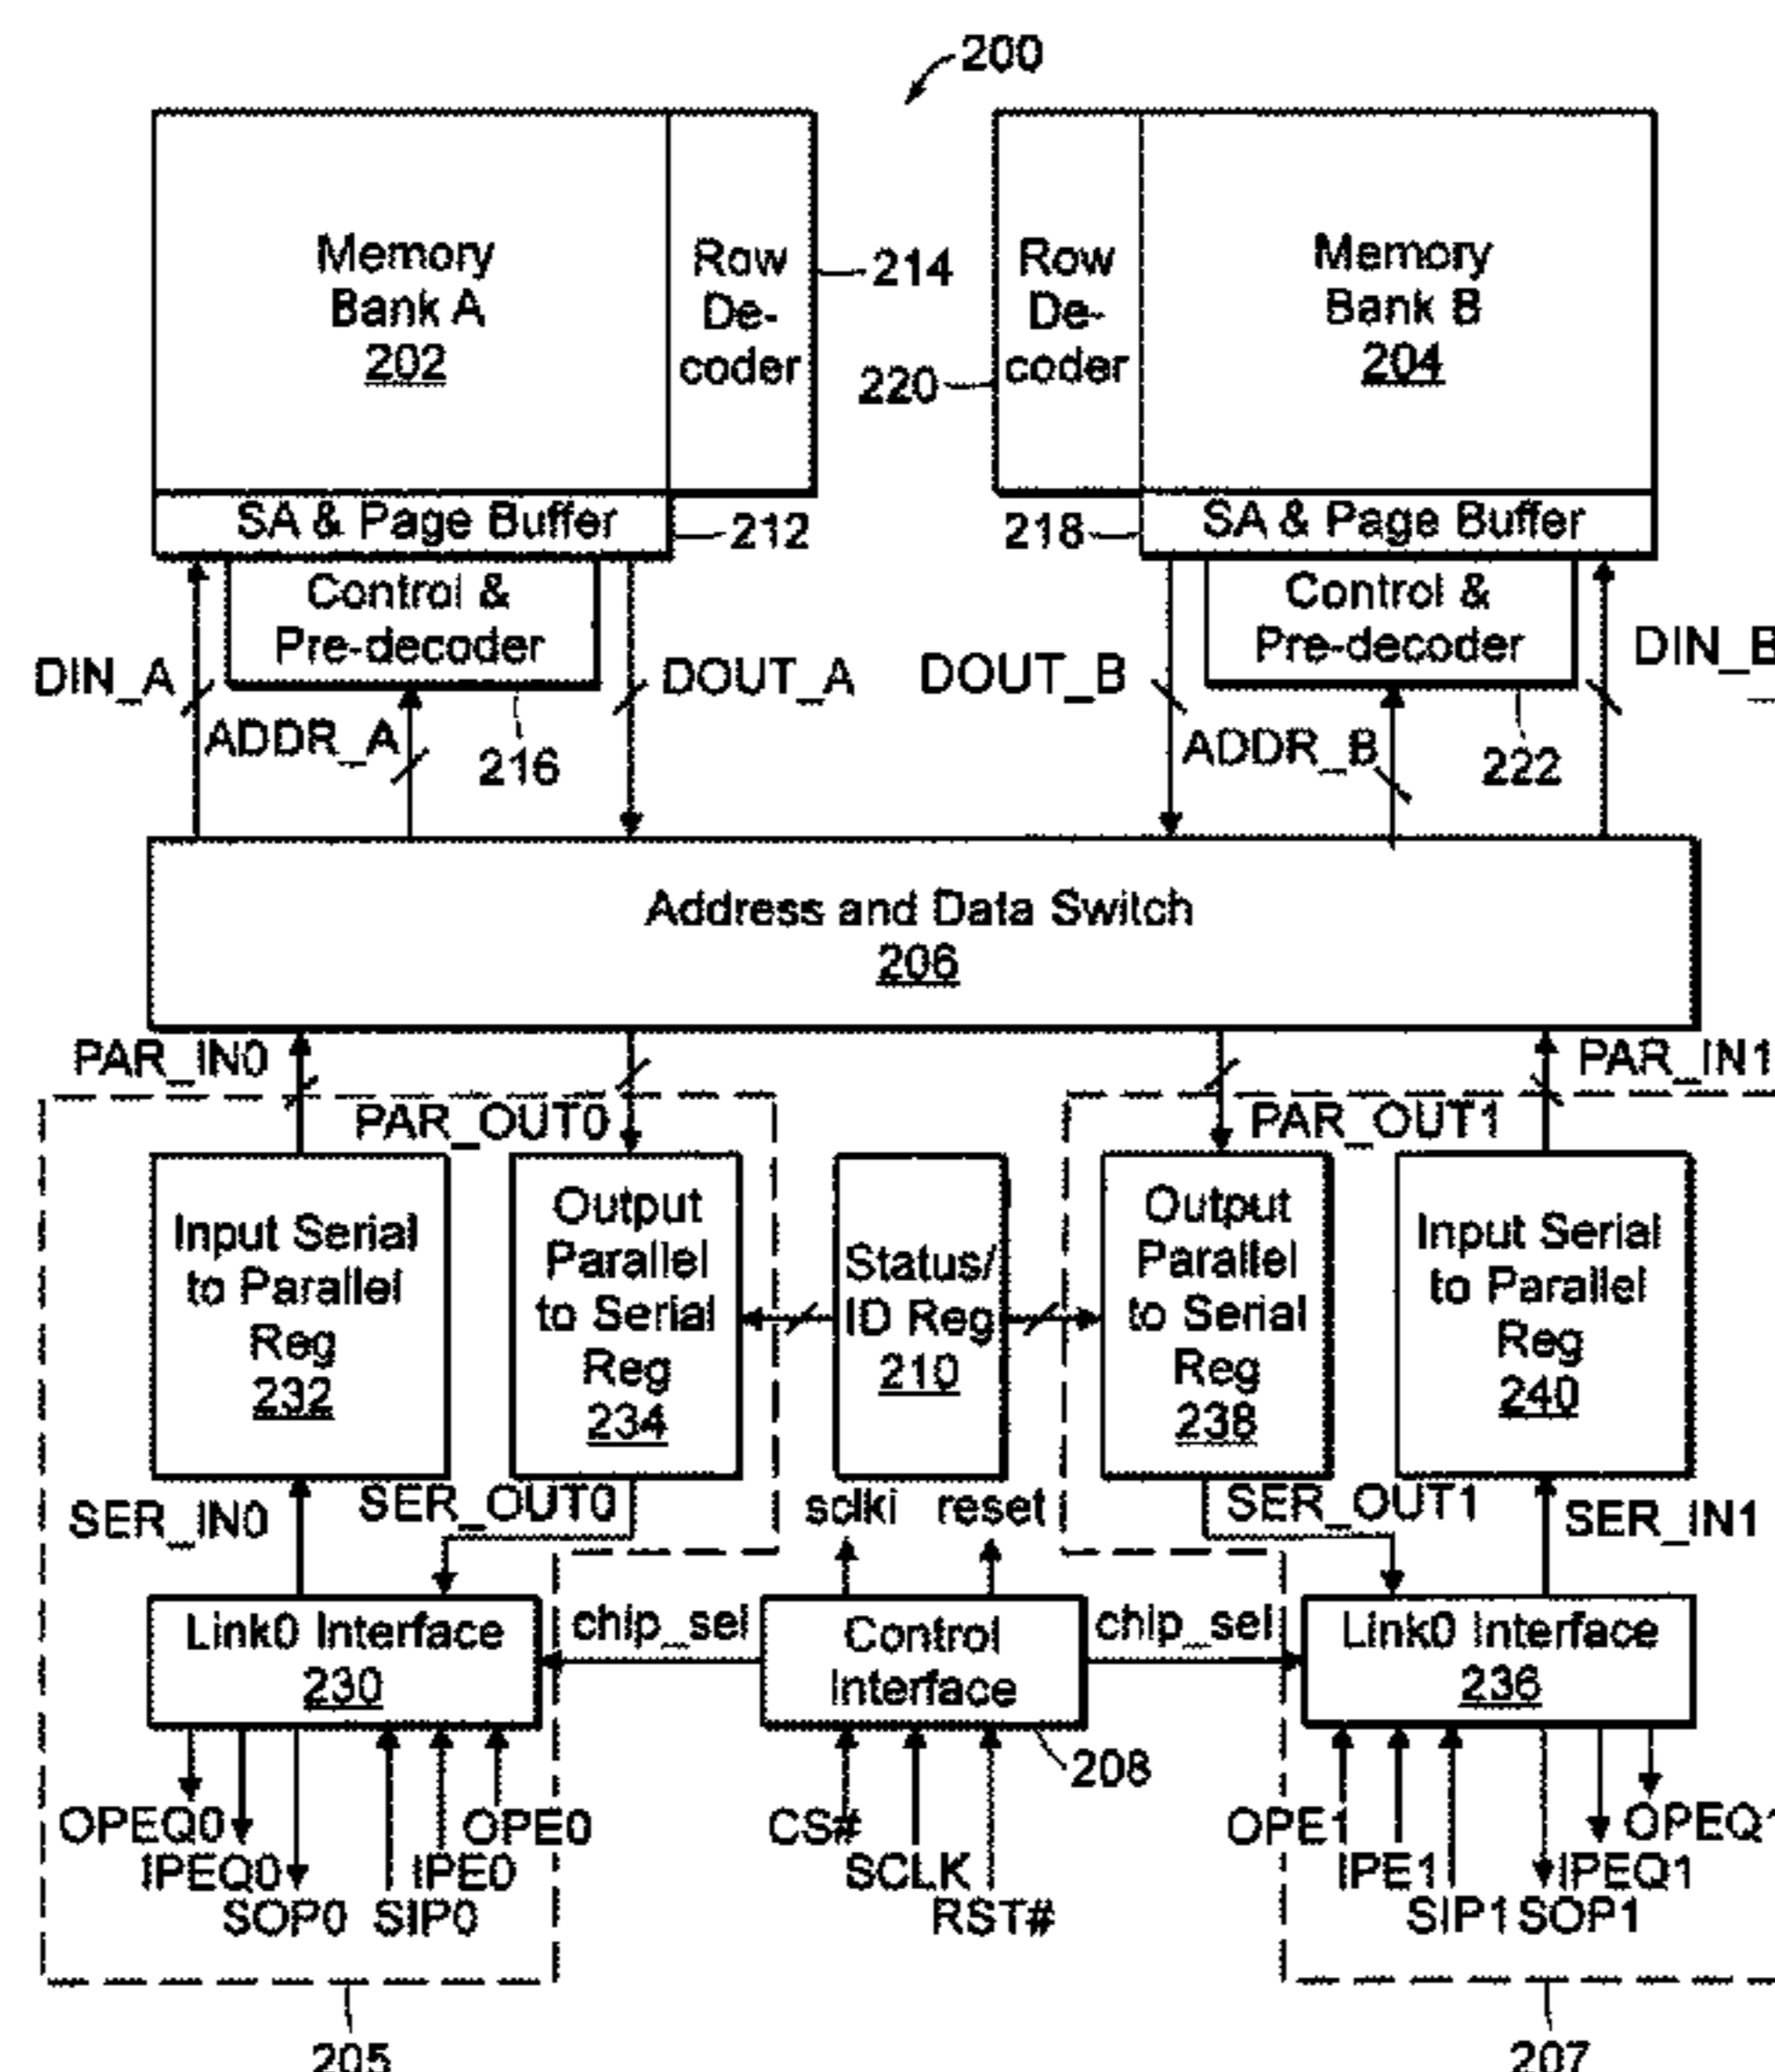 200
Memory
Bank A
202
Row
De-
coder
214
220
Row
De-
coder
Memory
Bank B
204
SA & Page Buffer
212
218
SA & Page Buffer
Control &
Pre-decoder
Control &
Pre-decoder
DIN_A
ADDR_A
216
DOUT_A
DOUT_B
ADDR_B
222
DIN_B
Address and Data Switch
206
PAR_IN0
PAR_OUT0
PAR_OUT1
PAR_IN1
Input Serial
to Parallel
Reg
232
Output
Parallel
to Serial
Reg
234
Status/
ID Reg
210
Output
Parallel
to Serial
Reg
238
Input Serial
to Parallel
Reg
240
SER_IN0
SER_OUT0
sclki
reset
SER_OUT1
SER_IN1
Link0 Interface
230
chip_sel
Control
Interface
chip_sel
Link0 Interface
236
208
OPEQ0
IPEQ0
SOP0
SIP0
IPE0
OPE0
CS#
SCLK
RST#
OPE1
IPE1
SIP1
SOP1
IPEQ1
OPEQ1
205
207